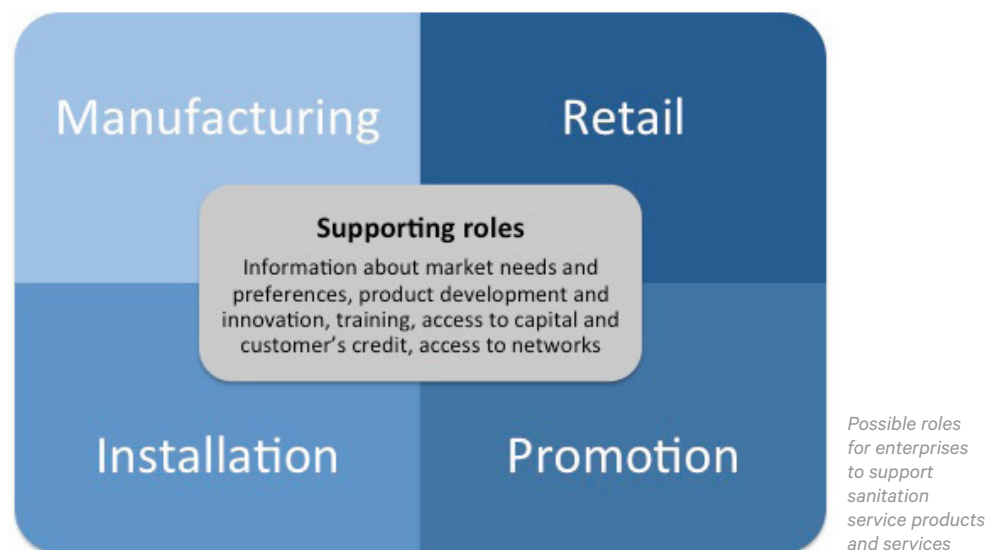 Manufacturing
Retail
Supporting roles
Information about market needs and
preferences, product development and
innovation, training, access to capital and
customer's credit, access to networks
Installation
Promotion
Possible roles
for enterprises
to support
sanitation
service products
and services